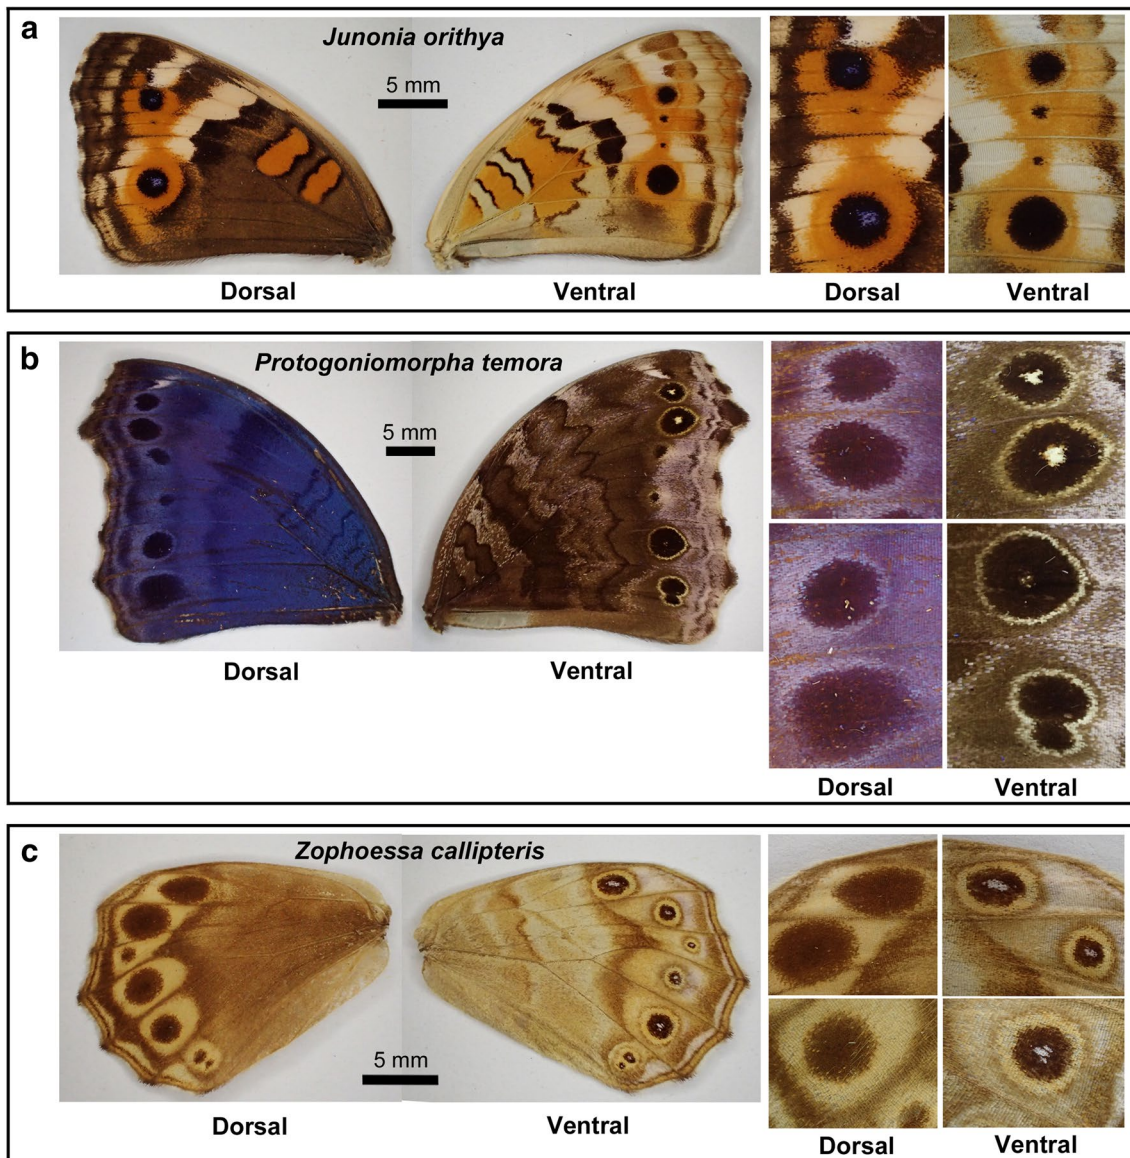 a
Junonia orithya
5 mm
Dorsal
Ventral
Dorsal
Ventral
b
Protogoniomorpha temora
5 mm
Dorsal
Ventral
Dorsal
Ventral
c
Zophoessa callipteris
5 mm
Dorsal
Ventral
Dorsal
Ventral